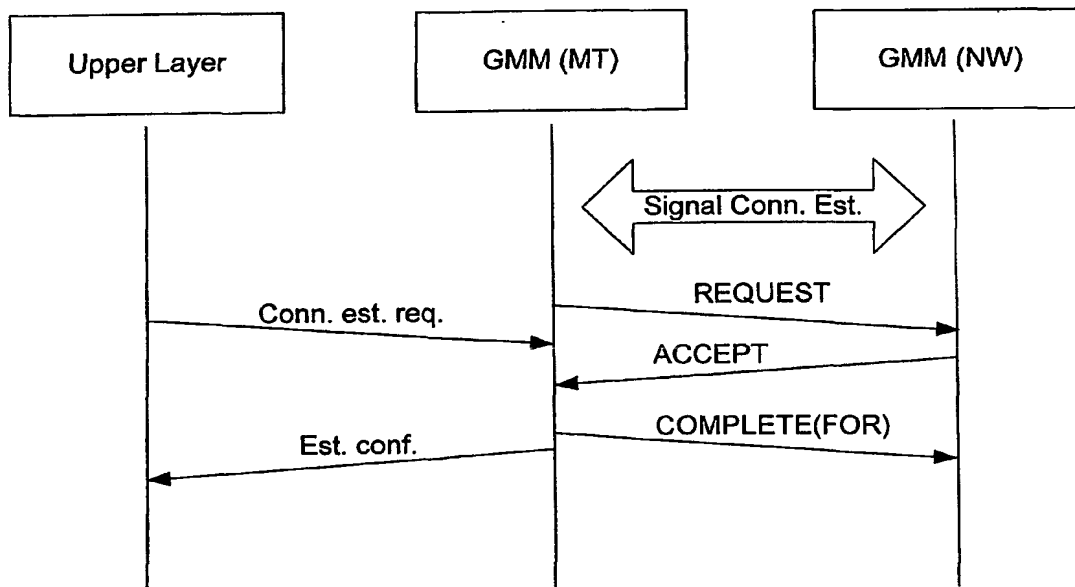 Upper Layer
GMM (MT)
GMM (NW)
Signal Conn. Est.
REQUEST
Conn. est. req.
ACCEPT
COMPLETE(FOR)
Est. conf.